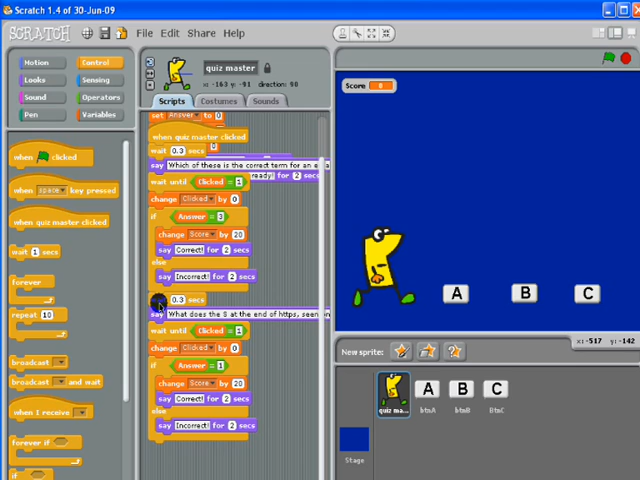 Scratch 1.4 of 30-Jun-09
SCRATCH File Edit Share Help
Motion Control
Looks Sensing
Sound Operators
Pen Variables
when clicked
when space key pressed
when quiz master clicked
wait 1 secs
forever
repeat 10
broadcast
broadcast and wait
when I receive
forever if
if
quiz master
x: -163 y: -91 direction: 90
Scripts Costumes Sounds
set Answer to 0
when quiz master clicked
wait 0.3 secs
say Which of these is the correct term for an
ready! for 2 secs
wait until Clicked = 1
change Clicked by 0
if Answer = 3
change Score by 20
say Correct! for 2 secs
else
say Incorrect! for 2 secs
0.3 secs
say What does the S at the end of https, seen
wait until Clicked = 1
change Clicked by 0
if Answer = 1
change Score by 20
say Correct! for 2 secs
else
say Incorrect! for 2 secs
Score
A B C
x: -517 y: -142
New sprite:
A B C
quiz ma... btnA btnB BtnC
Stage